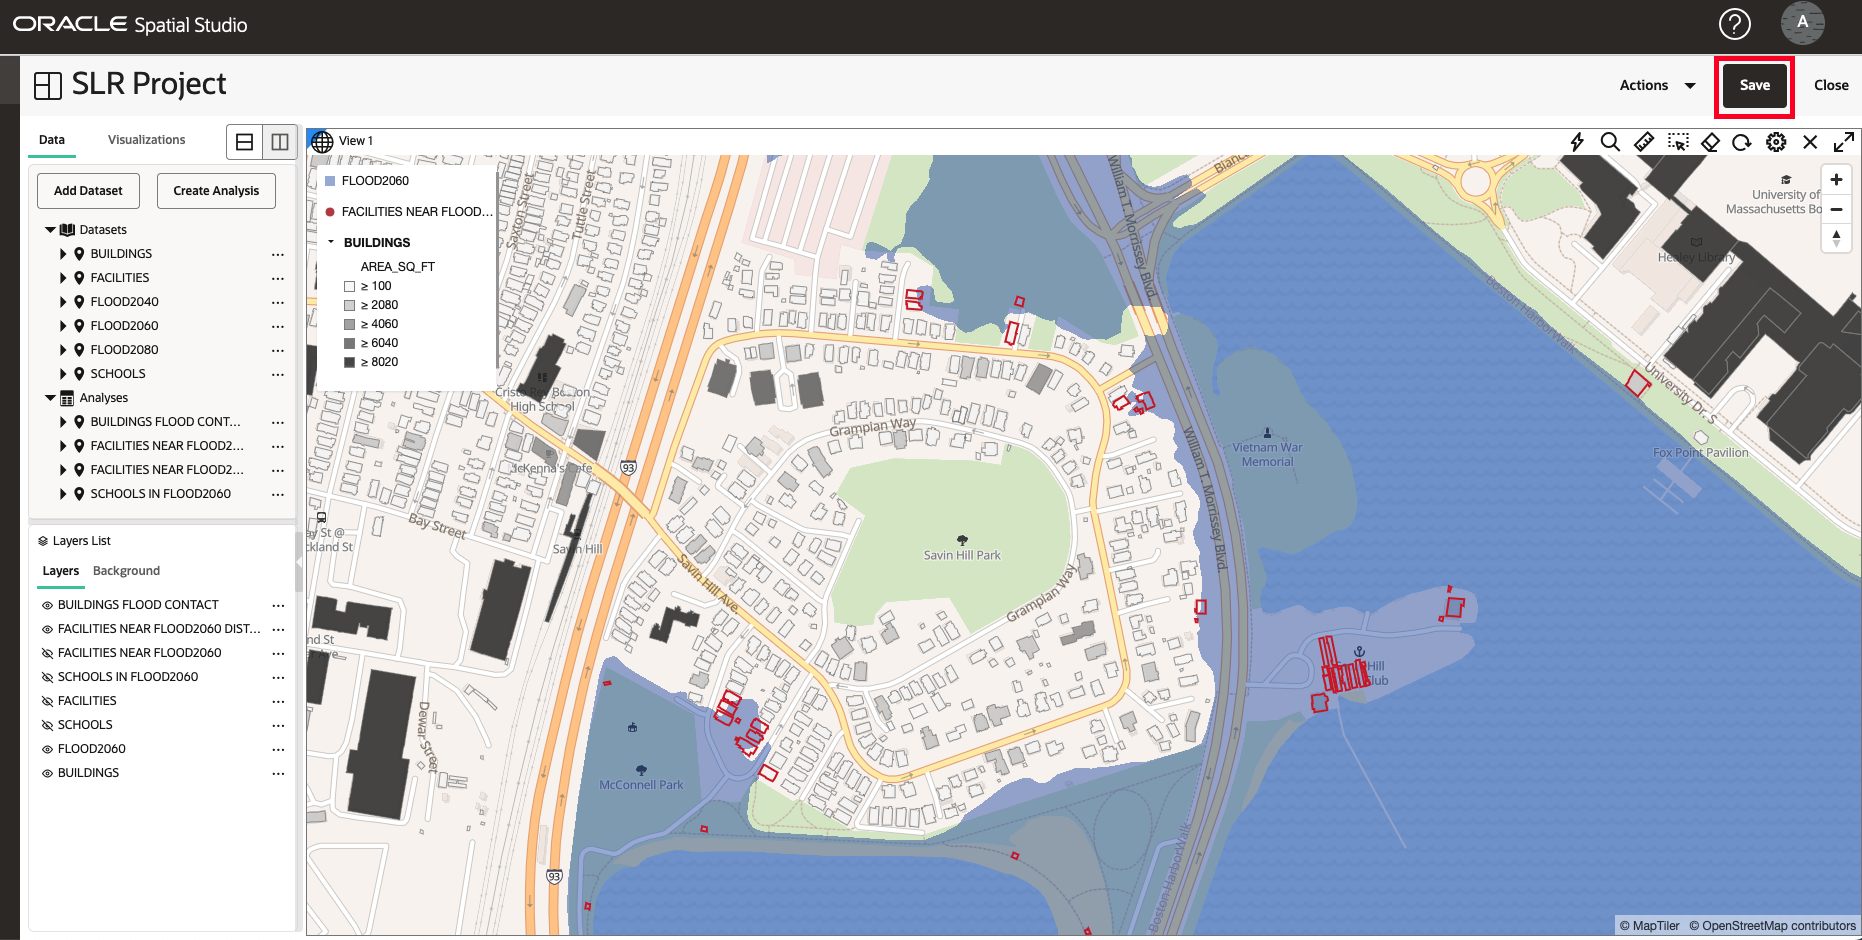 ORACLE Spatial Studio
A
SLR Project
Actions
Save
Close
Data
Visualizations
View 1
Add Dataset
Create Analysis
Datasets
BUILDINGS
FACILITIES
FLOOD2040
FLOOD2060
FLOOD2080
SCHOOLS
Analyses
BUILDINGS FLOOD CONT...
FACILITIES NEAR FLOOD2...
FACILITIES NEAR FLOOD2...
SCHOOLS IN FLOOD2060
Layers List
Layers
Background
BUILDINGS FLOOD CONTACT
FACILITIES NEAR FLOOD2060 DIST...
FACILITIES NEAR FLOOD2060
SCHOOLS IN FLOOD2060
FACILITIES
SCHOOLS
FLOOD2060
BUILDINGS
FLOOD2060
FACILITIES NEAR FLOOD...
BUILDINGS
AREA_SQ_FT
≥ 100
≥ 2080
≥ 4060
≥ 6040
≥ 8020
Saxton Street
Tuttle Street
William T. Morrissey Blvd
Bianc
University of
Massachusetts Bo
Healey Library
Boston HarborWalk
University Dr. S
Fox Point Pavilion
Cristo Rey Boston
High School
McKenna's Cafe
93
Grampian Way
William T. Morrissey Blvd.
Vietnam War
Memorial
Bay Street
ay St @
ckland St
Savin Hill
Savin Hill Park
Savin Hill Ave
Grampian Way
nd St
Hill
lub
Dewar Street
McConnell Park
93
Boston HarborWalk
© MapTiler © OpenStreetMap contributors